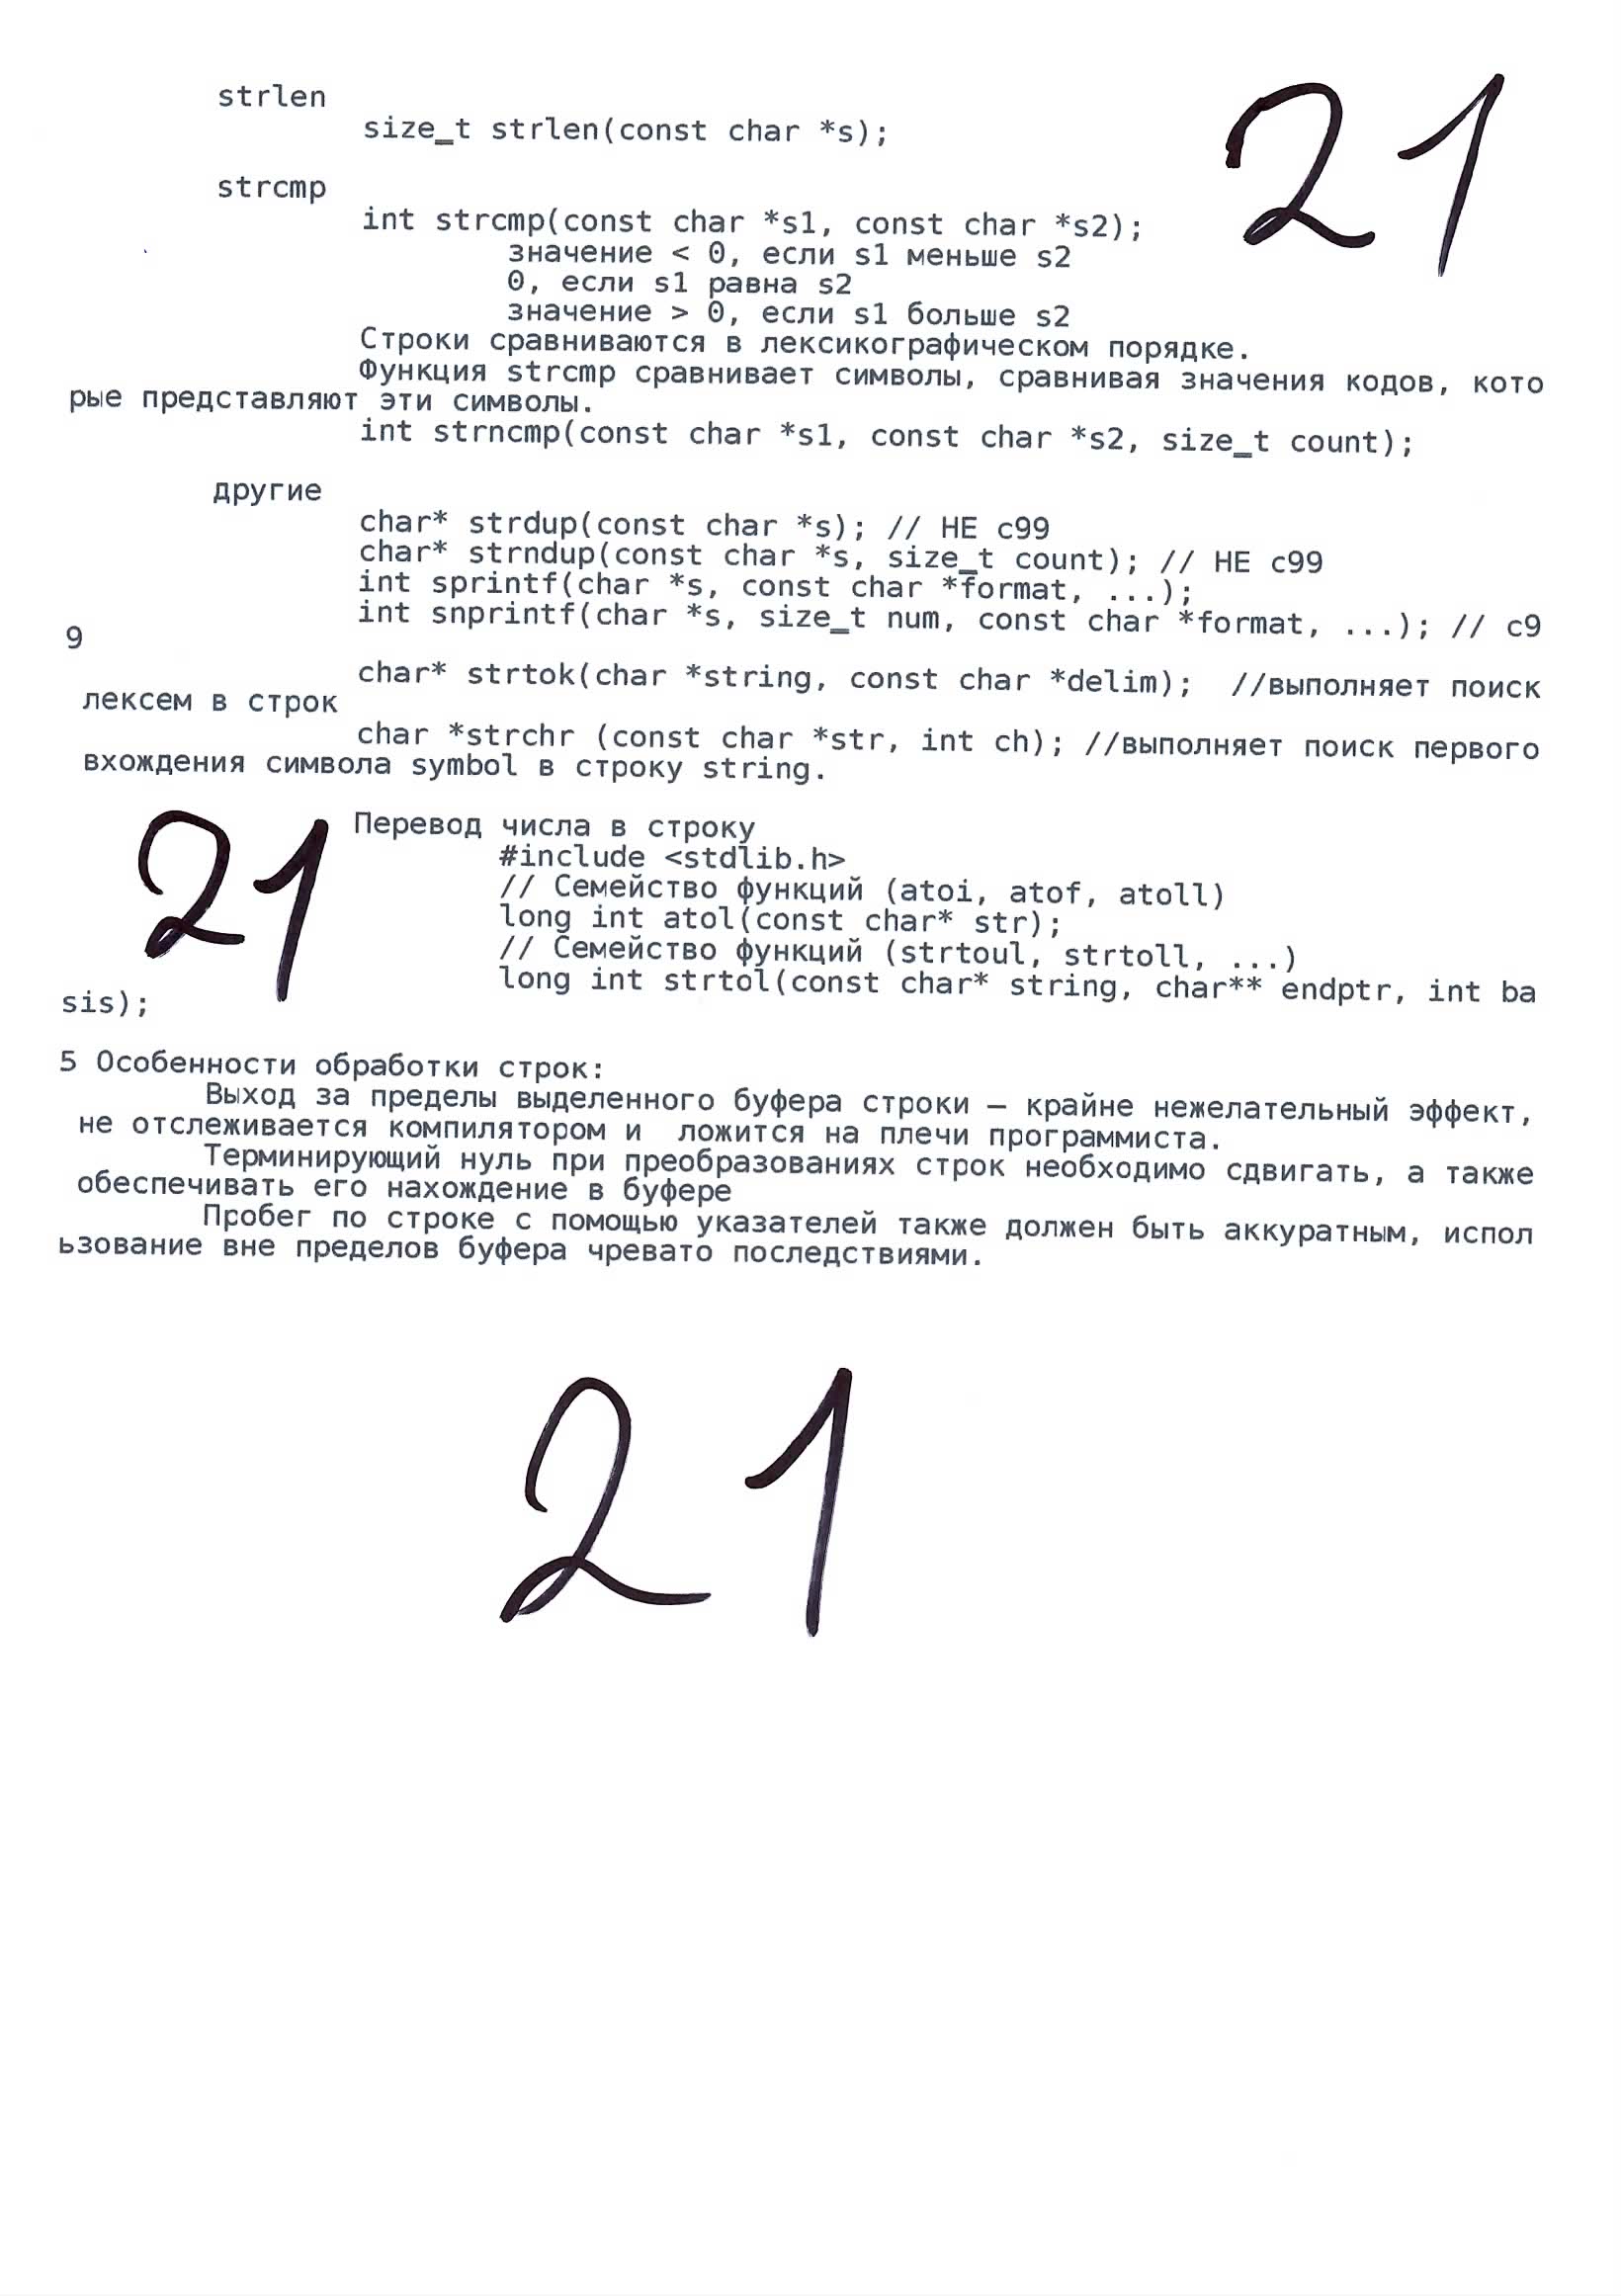 21
strlen
size_t strlen(const char *s);
strcmp
int strcmp(const char *s1, const char *s2);
значение < 0, если s1 меньше s2
0, если s1 равна s2
значение > 0, если s1 больше s2
Строки сравниваются в лексикографическом порядке.
Функция strcmp сравнивает символы, сравнивая значения кодов, кото
рые представляют эти символы.
int strncmp(const char *s1, const char *s2, size_t count);
другие
char* strdup(const char *s); // НЕ c99
char* strndup(const char *s, size_t count); // НЕ c99
int sprintf(char *s, const char *format, ...);
int snprintf(char *s, size_t num, const char *format, ...); // c9
9
char* strtok(char *string, const char *delim);  //выполняет поиск
лексем в строк
char *strchr (const char *str, int ch); //выполняет поиск первого
вхождения символа symbol в строку string.
21
Перевод числа в строку
#include <stdlib.h>
// Семейство функций (atoi, atof, atoll)
long int atol(const char* str);
// Семейство функций (strtoul, strtoll, ...)
long int strtol(const char* string, char** endptr, int ba
sis);
5 Особенности обработки строк:
Выход за пределы выделенного буфера строки — крайне нежелательный эффект,
не отслеживается компилятором и  ложится на плечи программиста.
Терминирующий нуль при преобразованиях строк необходимо сдвигать, а также
обеспечивать его нахождение в буфере
Пробег по строке с помощью указателей также должен быть аккуратным, испол
ьзование вне пределов буфера чревато последствиями.
21